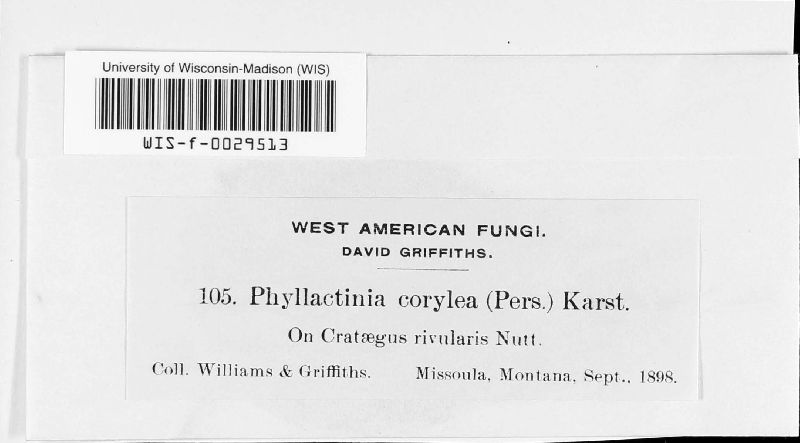 University of Wisconsin-Madison (WIS)
WIS-f-0029513
WEST AMERICAN FUNGI.
DAVID GRIFFITHS.
105. Phyllactinia corylea (Pers.) Karst.
On Cratægus rivularis Nutt.
Coll. Williams & Griffiths. Missoula, Montana, Sept., 1898.